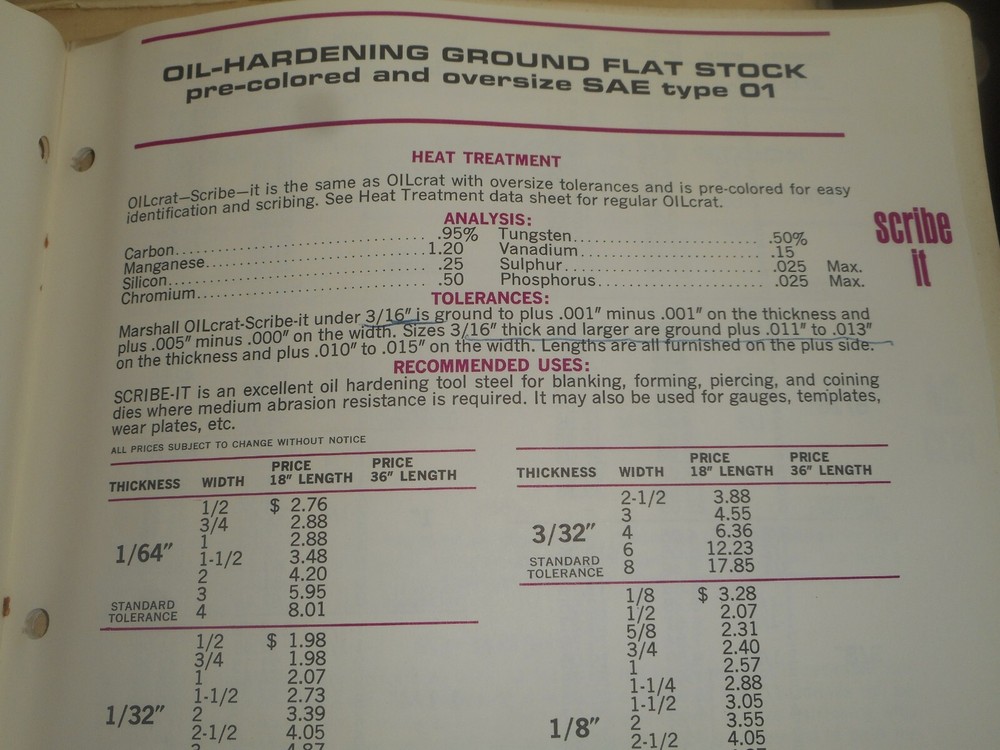 OIL-HARDENING GROUND FLAT STOCK
pre-colored and oversize SAE type O1
HEAT TREATMENT
OILcrat—Scribe—it is the same as OILcrat with oversize tolerances and is pre-colored for easy
identification and scribing. See Heat Treatment data sheet for regular OILcrat.
scribe
it
ANALYSIS:
Carbon .95% Tungsten .50%
Manganese 1.20 Vanadium .15
Silicon .25 Sulphur .025 Max.
Chromium .50 Phosphorus .025 Max.
TOLERANCES:
Marshall OILcrat-Scribe-it under 3/16" is ground to plus .001" minus .001" on the thickness and
plus .005" minus .000" on the width. Sizes 3/16" thick and larger are ground plus .011" to .013"
on the thickness and plus .010" to .015" on the width. Lengths are all furnished on the plus side.
RECOMMENDED USES:
SCRIBE-IT is an excellent oil hardening tool steel for blanking, forming, piercing, and coining
dies where medium abrasion resistance is required. It may also be used for gauges, templates,
wear plates, etc.
ALL PRICES SUBJECT TO CHANGE WITHOUT NOTICE
THICKNESS WIDTH PRICE 18" LENGTH PRICE 36" LENGTH
1/64"
STANDARD
TOLERANCE
1/2 $ 2.76
3/4 2.88
1 2.88
1-1/2 3.48
2 4.20
3 5.95
4 8.01
1/32"
1/2 $ 1.98
3/4 1.98
1 2.07
1-1/2 2.73
2 3.39
2-1/2 4.05
3 4.87
THICKNESS WIDTH PRICE 18" LENGTH PRICE 36" LENGTH
3/32"
STANDARD
TOLERANCE
2-1/2 3.88
3 4.55
4 6.36
6 12.23
8 17.85
1/8"
1/8 $ 3.28
1/2 2.07
5/8 2.31
3/4 2.40
1 2.57
1-1/4 2.88
1-1/2 3.05
2 3.55
2-1/2 4.05